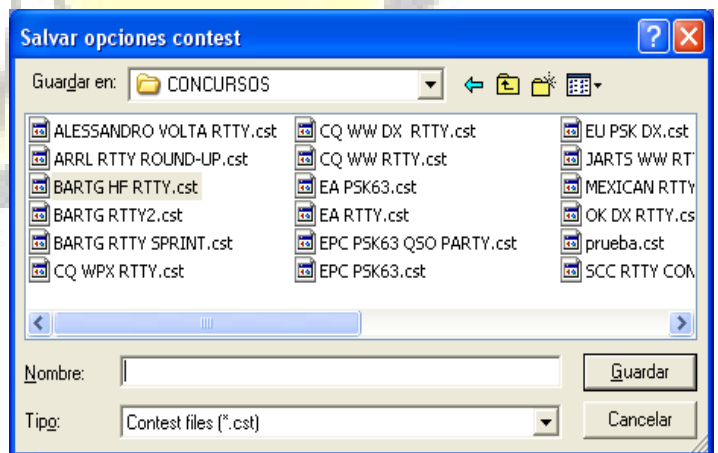 Salvar opciones contest
Guardar en: CONCURSOS
ALESSANDRO VOLTA RTTY.cst
ARRL RTTY ROUND-UP.cst
BARTG HF RTTY.cst
BARTG RTTY2.cst
BARTG RTTY SPRINT.cst
CQ WPX RTTY.cst
CQ WW DX RTTY.cst
CQ WW RTTY.cst
EA PSK63.cst
EA RTTY.cst
EPC PSK63 QSO PARTY.cst
EPC PSK63.cst
EU PSK DX.cst
JARTS WW RT
MEXICAN RTTY
OK DX RTTY.cs
prueba.cst
SCC RTTY CON
Nombre:
Guardar
Tipo: Contest files (*.cst)
Cancelar